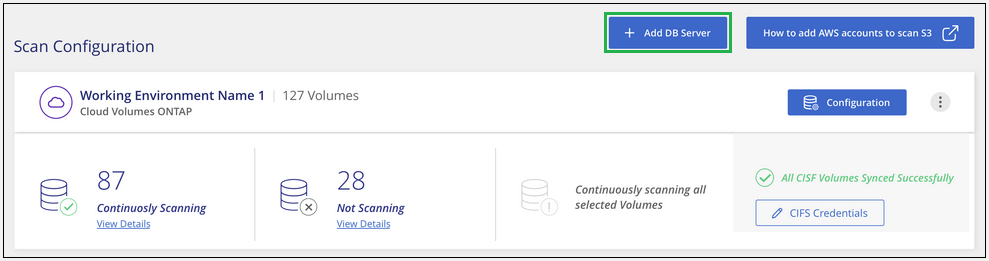 Scan Configuration
+ Add DB Server
How to add AWS accounts to scan S3
Working Environment Name 1 | 127 Volumes
Cloud Volumes ONTAP
Configuration
87
Continuosly Scanning
View Details
28
Not Scanning
View Details
Continuously scanning all
selected Volumes
All CISF Volumes Synced Successfully
CIFS Credentials